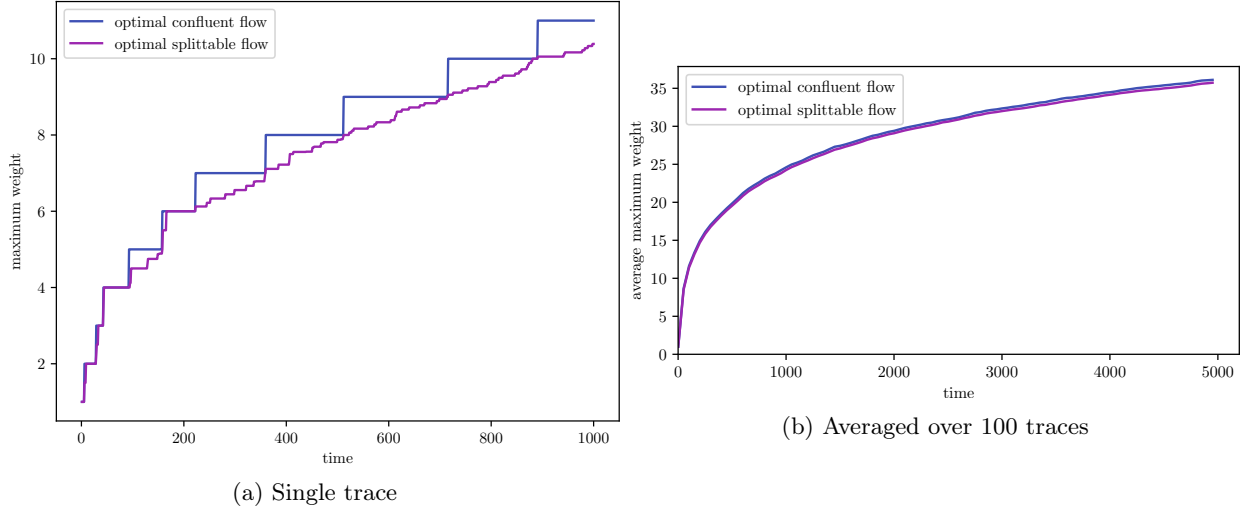 optimal confluent flow
optimal splittable flow
maximum weight
10
8
6
4
2
0
200
400
600
800
1000
time
(a) Single trace
optimal confluent flow
optimal splittable flow
average maximum weight
35
30
25
20
15
10
5
0
0
1000
2000
3000
4000
5000
time
(b) Averaged over 100 traces